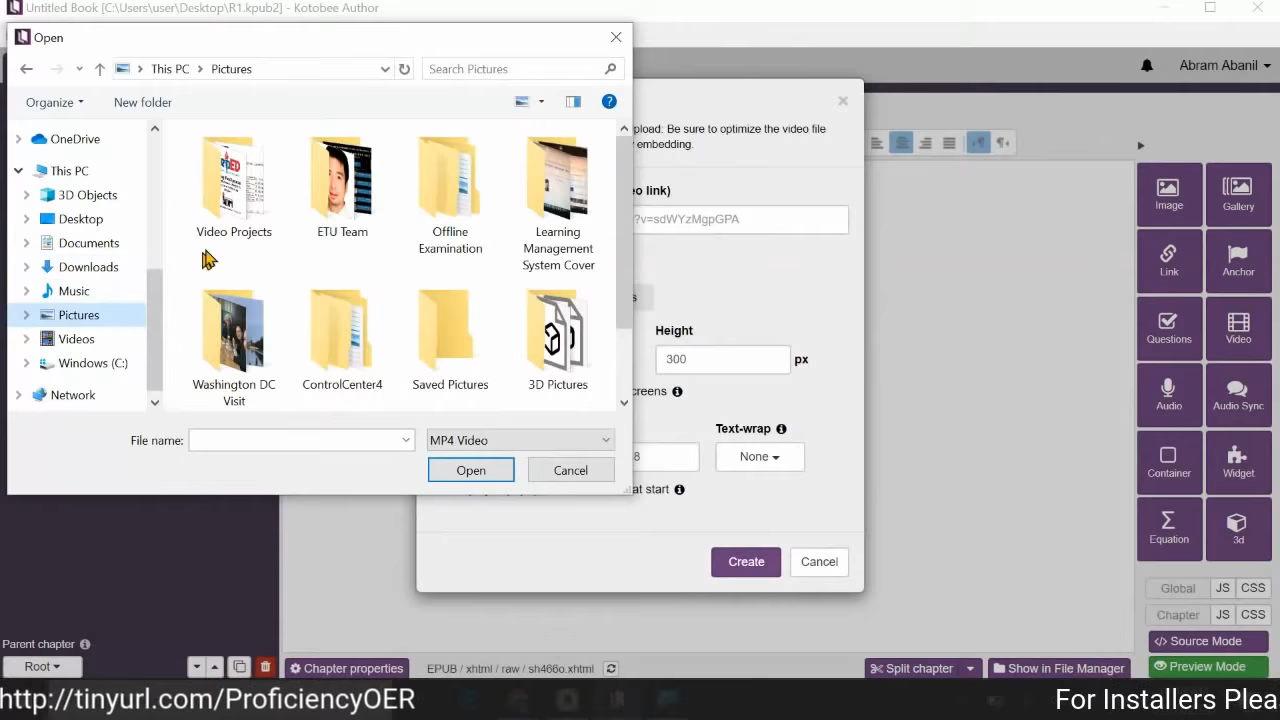 Untitled Book [C:\Users\user\Desktop\R1.kpub2] - Kotobee Author
Open
This PC
Pictures
Search Pictures
Organize
New folder
OneDrive
This PC
3D Objects
Desktop
Documents
Downloads
Music
Pictures
Videos
Windows (C:)
Network
Video Projects
ETU Team
Offline
Examination
Learning
Management
System Cover
Washington DC
Visit
ControlCenter4
Saved Pictures
3D Pictures
File name:
MP4 Video
Open
Cancel
Abram Abanil
pload: Be sure to optimize the video file
embedding.
eo link)
?v=sdWYzMgpGPA
s
Height
300
px
creens
Text-wrap
8
None
at start
Create
Cancel
Image
Gallery
Link
Anchor
Questions
Video
Audio
Audio Sync
Container
Widget
Equation
3d
Global
JS
CSS
Chapter
JS
CSS
</> Source Mode
Preview Mode
Parent chapter
Root
Chapter properties
EPUB / xhtml / raw / sh466o.xhtml
Split chapter
Show in File Manager
http://tinyurl.com/ProficiencyOER
For Installers Plea